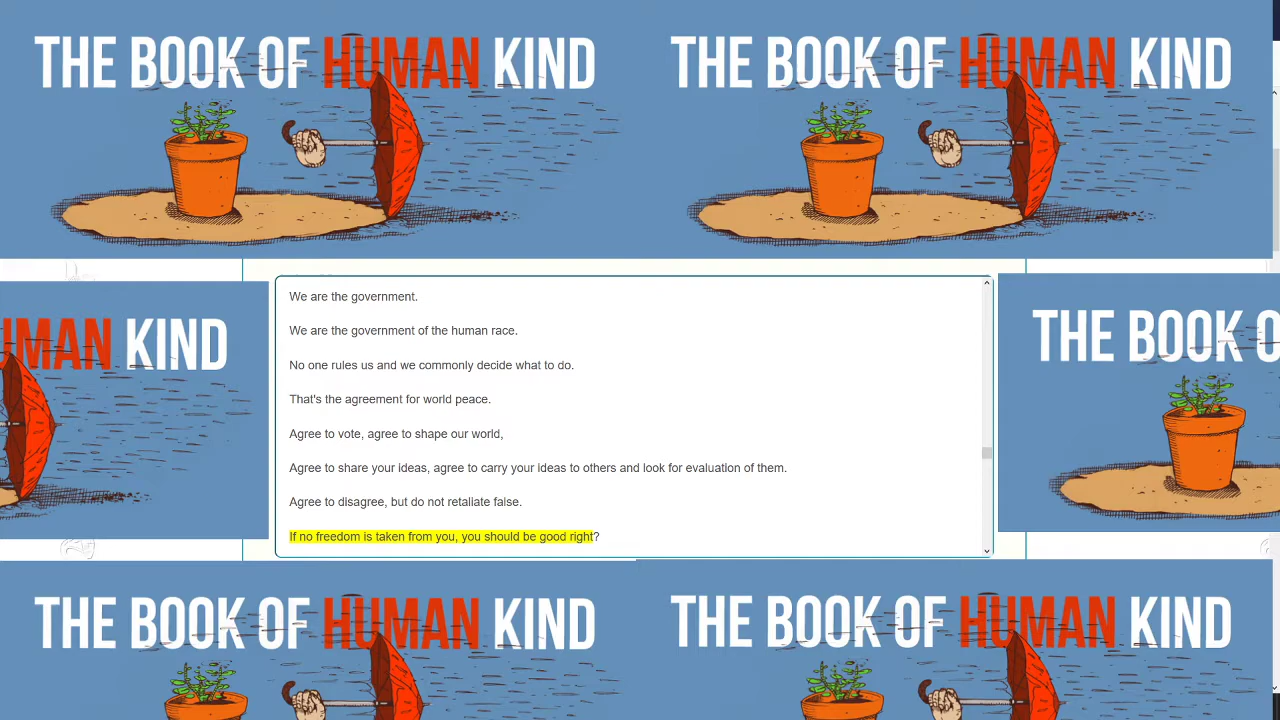 THE BOOK OF HUMAN KIND
THE BOOK OF HUMAN KIND
UMAN KIND
THE BOOK O
We are the government.
We are the government of the human race.
No one rules us and we commonly decide what to do.
That's the agreement for world peace.
Agree to vote, agree to shape our world,
Agree to share your ideas, agree to carry your ideas to others and look for evaluation of them.
Agree to disagree, but do not retaliate false.
If no freedom is taken from you, you should be good right?
THE BOOK OF HUMAN KIND
THE BOOK OF HUMAN KIND